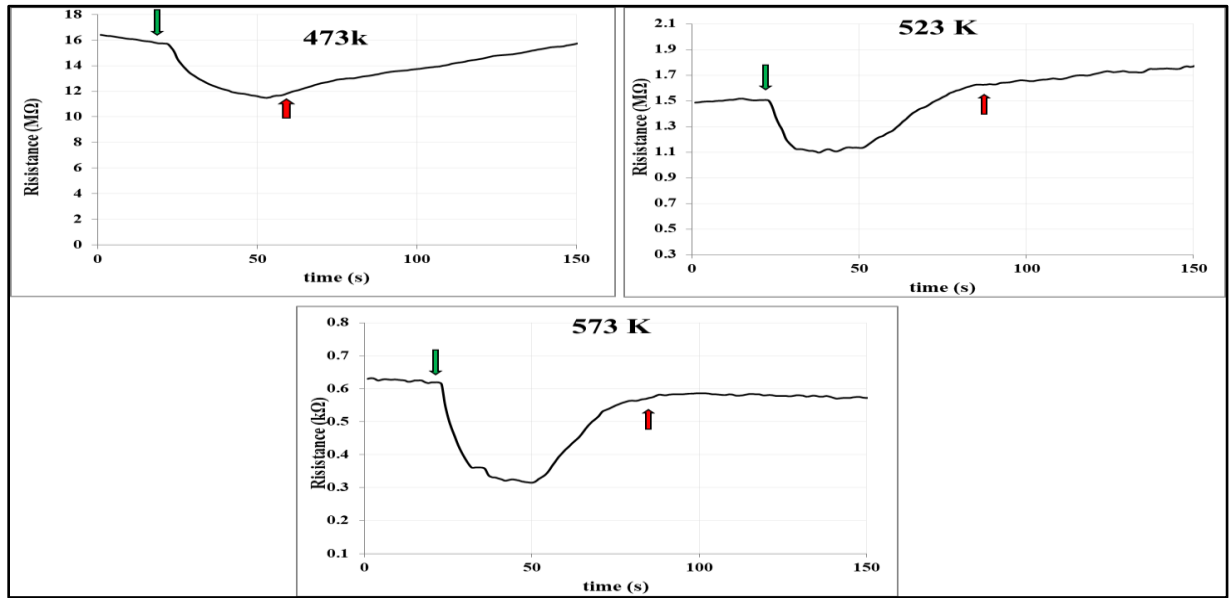 473k
Risistance (MΩ)
18
16
14
12
10
8
6
4
2
0
0 50 100 150
time (s)
523 K
Risistance (MΩ)
2.1
1.9
1.7
1.5
1.3
1.1
0.9
0.7
0.5
0.3
0 50 100 150
time (s)
573 K
Risistance (kΩ)
0.8
0.7
0.6
0.5
0.4
0.3
0.2
0.1
0 50 100 150
time (s)